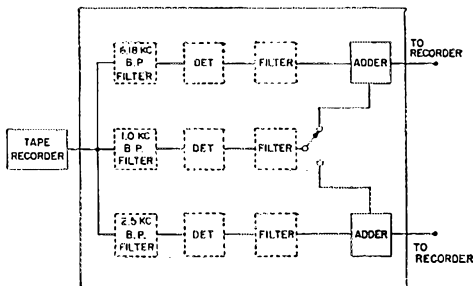 6.18 KC
B.P.
FILTER
DET
FILTER
ADDER
TO
RECORDER
TAPE
RECORDER
1.0 KC
B.P.
FILTER
DET
FILTER
2.5 KC
B.P.
FILTER
DET
FILTER
ADDER
TO
RECORDER